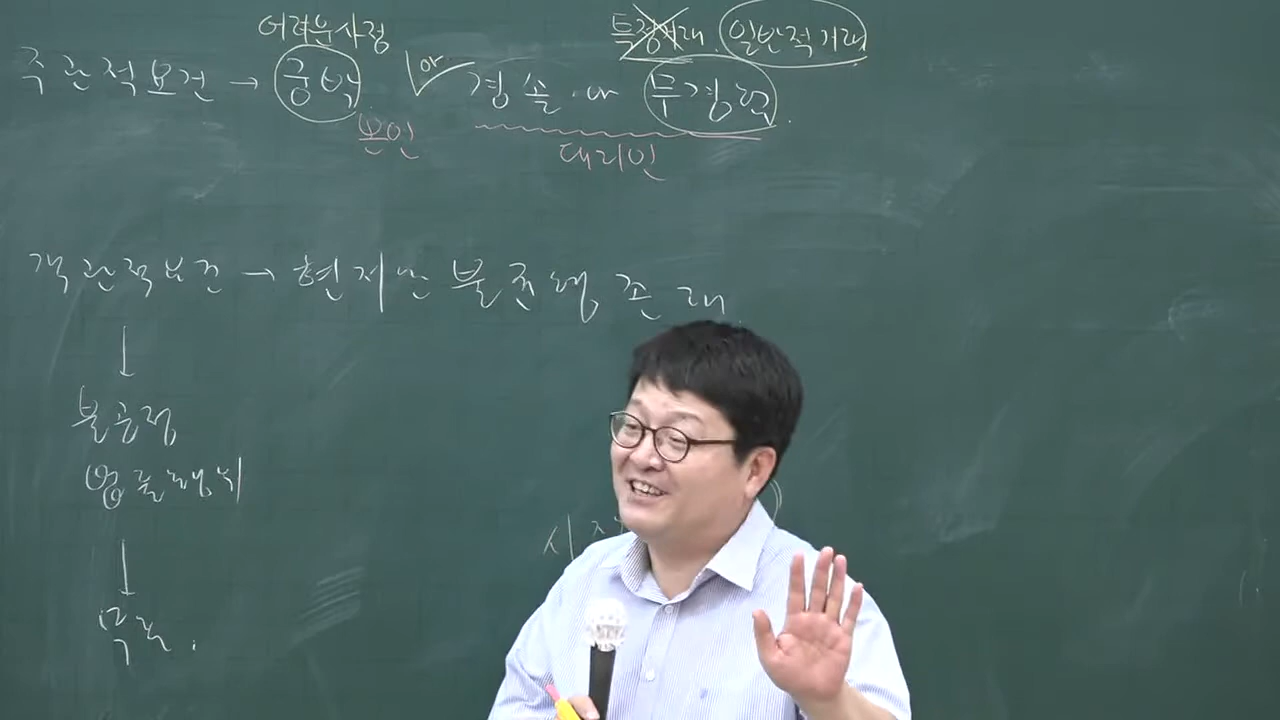 어려운사정 특정거래, 일반적거래
주관적요건 → 궁박 or 경솔 or 무경험.
본인 대리인
객관적요건 → 현저한 불균형 존재.
↓
불공정
법률행위
↓
무효.
시